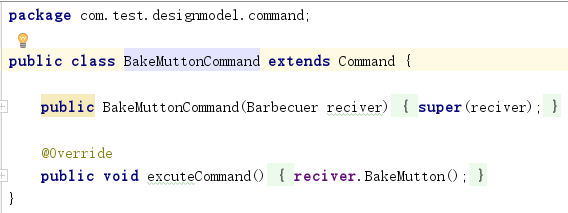 package com.test.designmodel.command;
public class BakeMuttonCommand extends Command {
public BakeMuttonCommand(Barbecuer reciver) { super(reciver); }
@Override
public void excuteCommand() { reciver.BakeMutton(); }
}